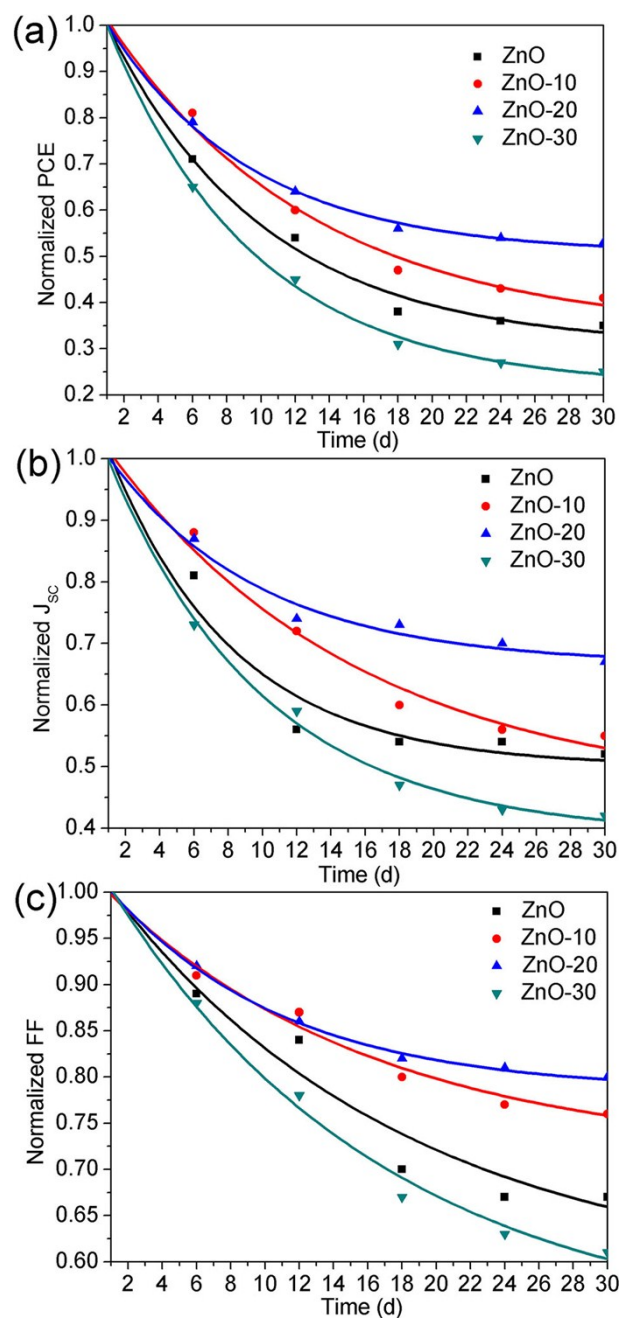 (a)
1.0
0.9
0.8
0.7
0.6
0.5
0.4
0.3
0.2
Normalized PCE
ZnO
ZnO-10
ZnO-20
ZnO-30
2 4 6 8 10 12 14 16 18 20 22 24 26 28 30
Time (d)
(b)
1.0
0.9
0.8
0.7
0.6
0.5
0.4
Normalized J_SC
ZnO
ZnO-10
ZnO-20
ZnO-30
2 4 6 8 10 12 14 16 18 20 22 24 26 28 30
Time (d)
(c)
1.00
0.95
0.90
0.85
0.80
0.75
0.70
0.65
0.60
Normalized FF
ZnO
ZnO-10
ZnO-20
ZnO-30
2 4 6 8 10 12 14 16 18 20 22 24 26 28 30
Time (d)